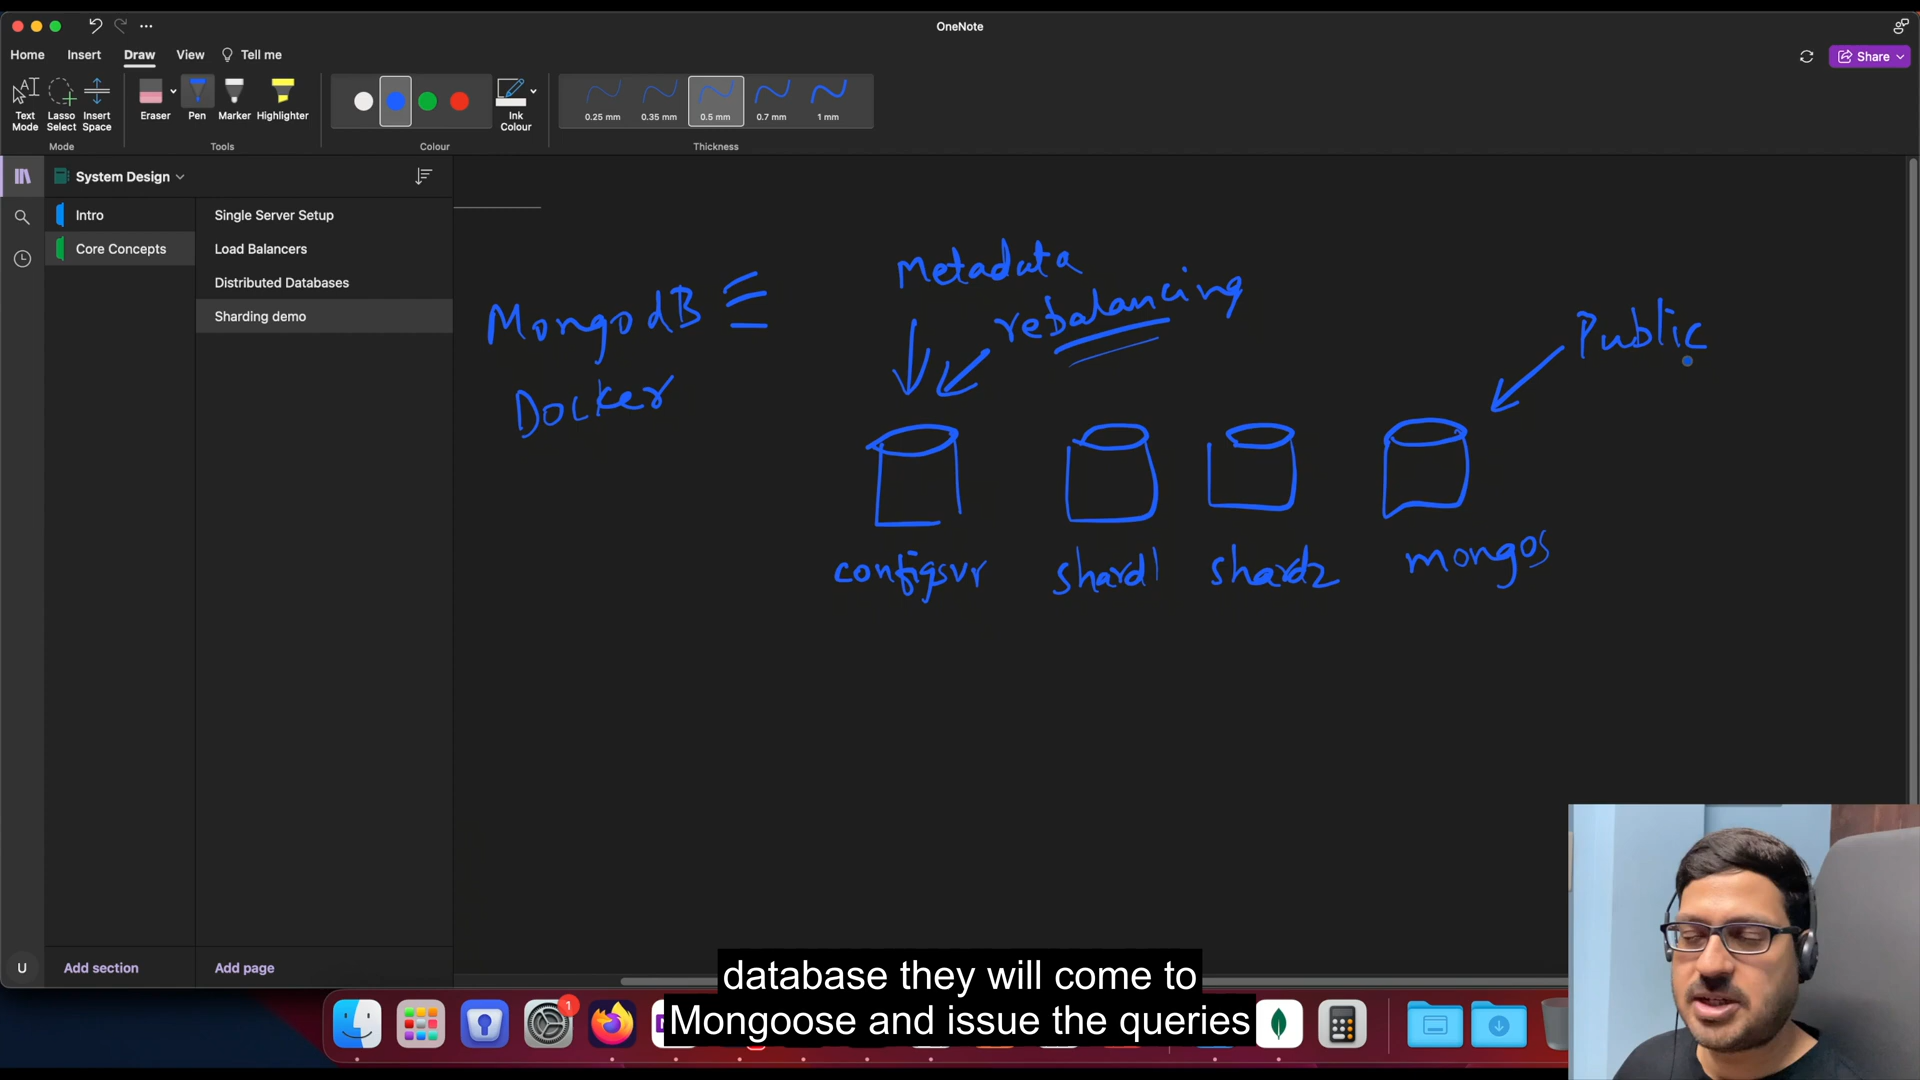 OneNote
Home Insert Draw View Tell me
Share
Text Mode
Lasso Select
Insert Space
Eraser Pen Marker Highlighter
Ink Colour
0.25 mm 0.35 mm 0.5 mm 0.7 mm 1 mm
Mode Tools Colour Thickness
System Design
Intro
Core Concepts
Single Server Setup
Load Balancers
Distributed Databases
Sharding demo
Metadata
rebalancing
MongodB
Docker
Public
configsvr shard1 shard2 mongos
Add section Add page
U
1
database they will come to
Mongoose and issue the queries